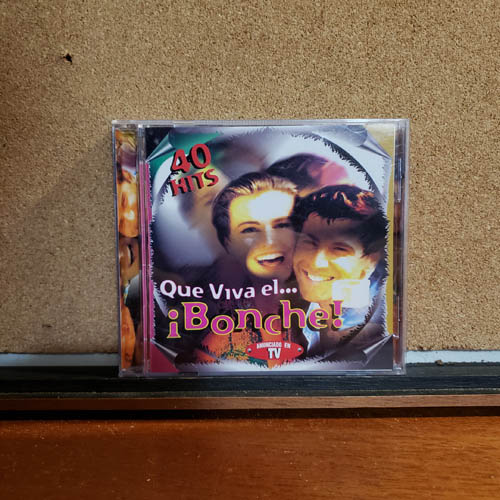 40
HITS
Que Viva el...
¡Bonche!
ANUNCIADO EN
TV